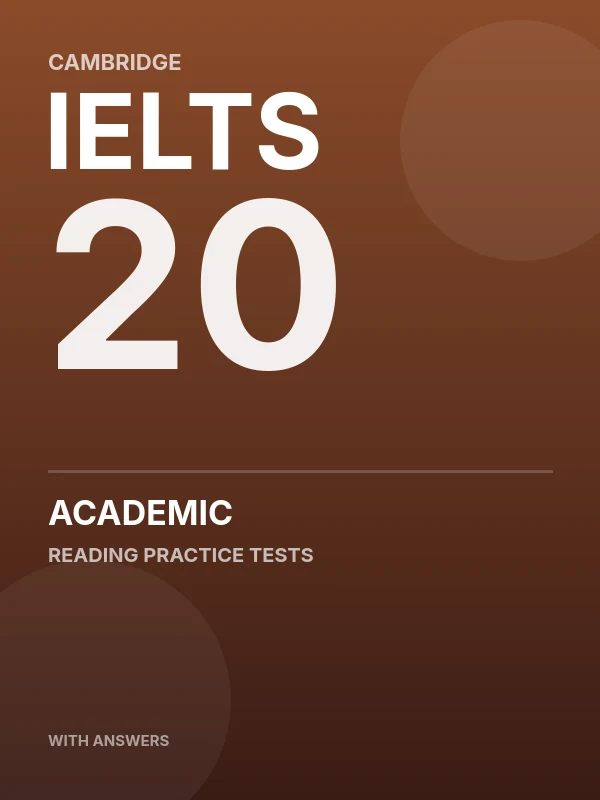 CAMBRIDGE
IELTS
20
ACADEMIC
READING PRACTICE TESTS
WITH ANSWERS